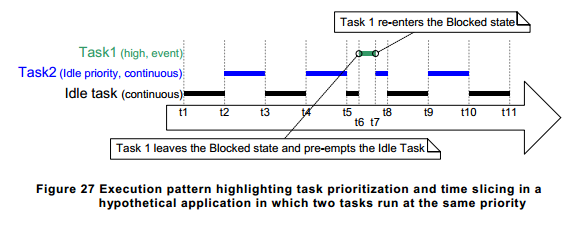 Task 1 re-enters the Blocked state
Task1 (high, event)
Task2 (Idle priority, continuous)
Idle task (continuous)
t1 t2 t3 t4 t5 t6 t7 t8 t9 t10 t11
Task 1 leaves the Blocked state and pre-empts the Idle Task
Figure 27 Execution pattern highlighting task prioritization and time slicing in a
hypothetical application in which two tasks run at the same priority